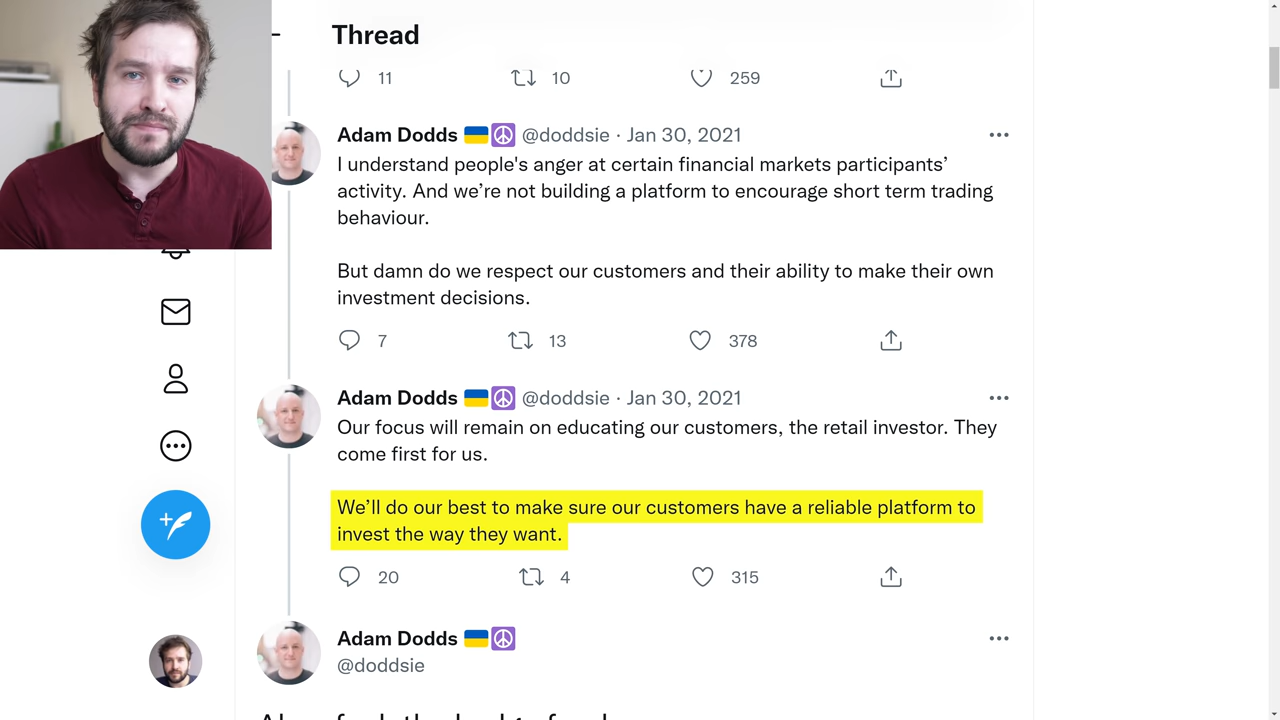 Thread
11 10 259
Adam Dodds @doddsie · Jan 30, 2021
I understand people's anger at certain financial markets participants’
activity. And we’re not building a platform to encourage short term trading
behaviour.
But damn do we respect our customers and their ability to make their own
investment decisions.
7 13 378
Adam Dodds @doddsie · Jan 30, 2021
Our focus will remain on educating our customers, the retail investor. They
come first for us.
We’ll do our best to make sure our customers have a reliable platform to
invest the way they want.
20 4 315
Adam Dodds
@doddsie